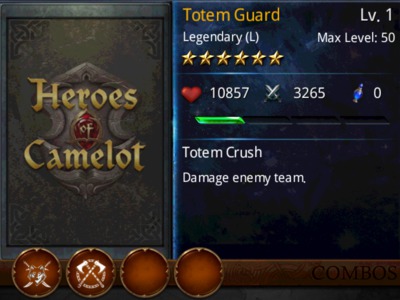 Totem Guard Lv. 1
Legendary (L) Max Level: 50
10857 3265 0
Heroes
of
Camelot
Totem Crush
Damage enemy team.
COMBOS